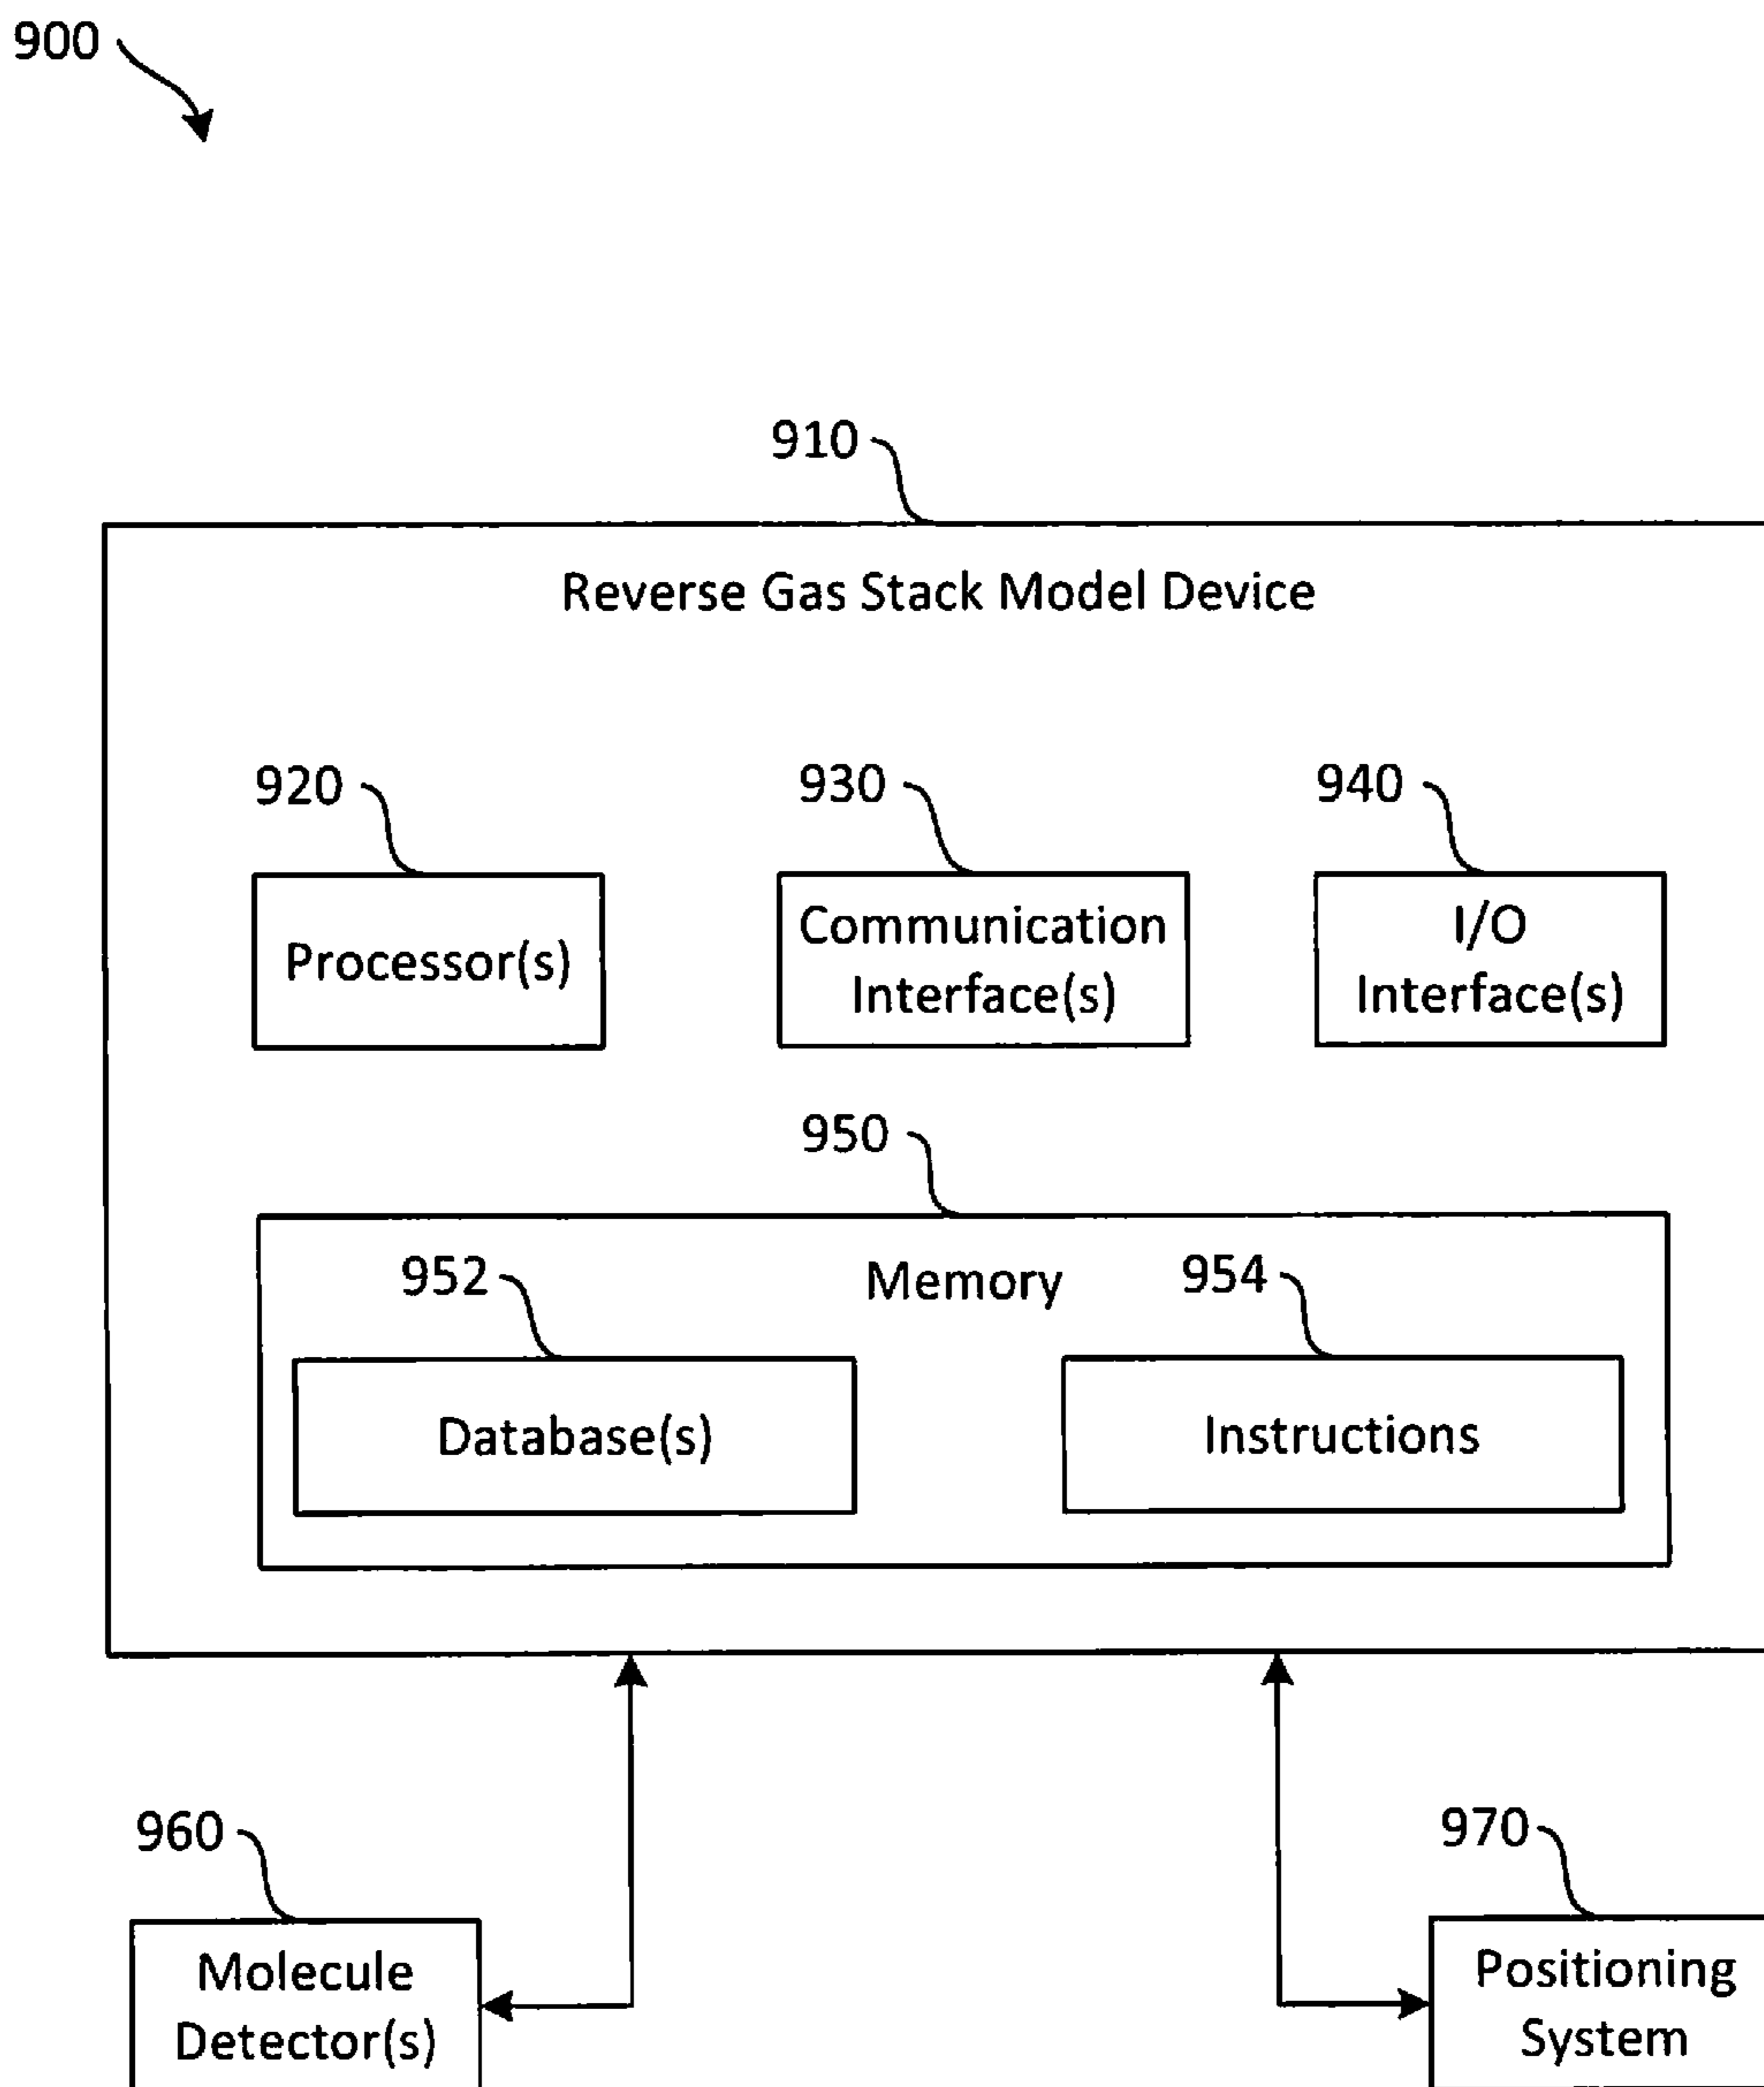 900
910
Reverse Gas Stack Model Device
920
930
940
Processor(s)
Communication
Interface(s)
I/O
Interface(s)
950
952
Memory
954
Database(s)
Instructions
960
970
Molecule
Detector(s)
Positioning
System